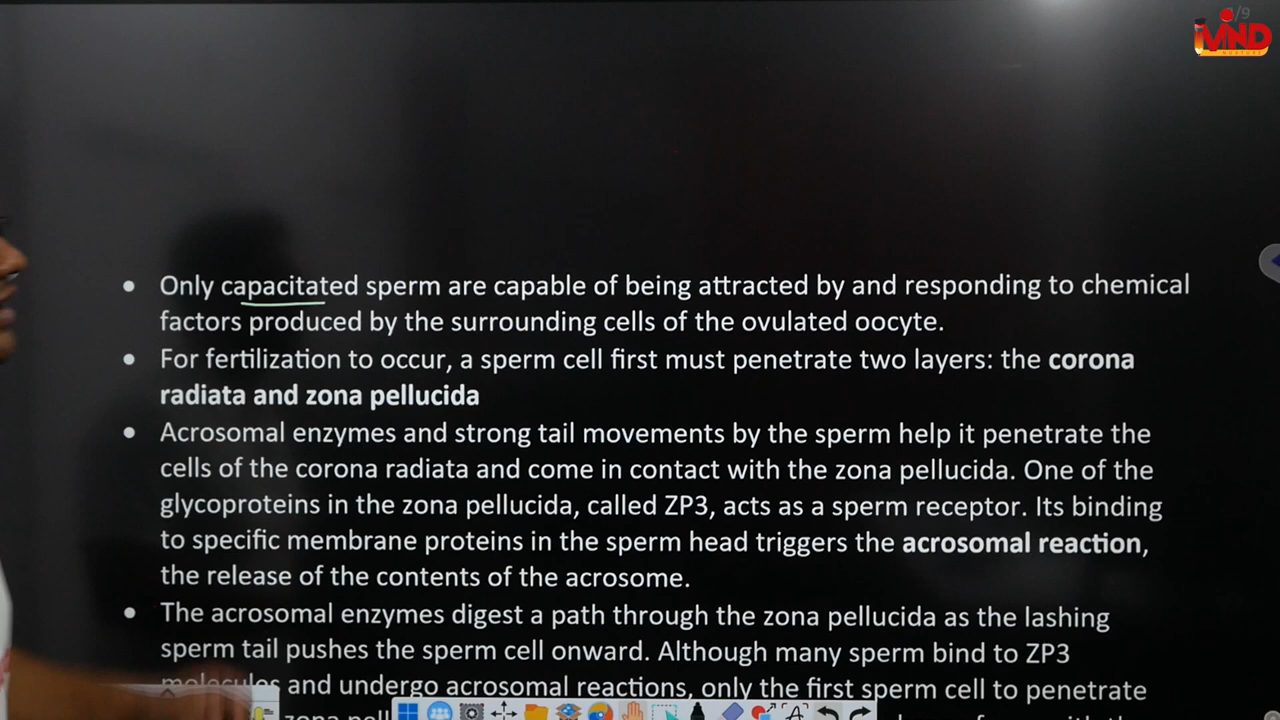 /9
MIND
NURTURE
• Only capacitated sperm are capable of being attracted by and responding to chemical
factors produced by the surrounding cells of the ovulated oocyte.
• For fertilization to occur, a sperm cell first must penetrate two layers: the corona
radiata and zona pellucida
• Acrosomal enzymes and strong tail movements by the sperm help it penetrate the
cells of the corona radiata and come in contact with the zona pellucida. One of the
glycoproteins in the zona pellucida, called ZP3, acts as a sperm receptor. Its binding
to specific membrane proteins in the sperm head triggers the acrosomal reaction,
the release of the contents of the acrosome.
• The acrosomal enzymes digest a path through the zona pellucida as the lashing
sperm tail pushes the sperm cell onward. Although many sperm bind to ZP3
molecules and undergo acrosomal reactions, only the first sperm cell to penetrate
zona